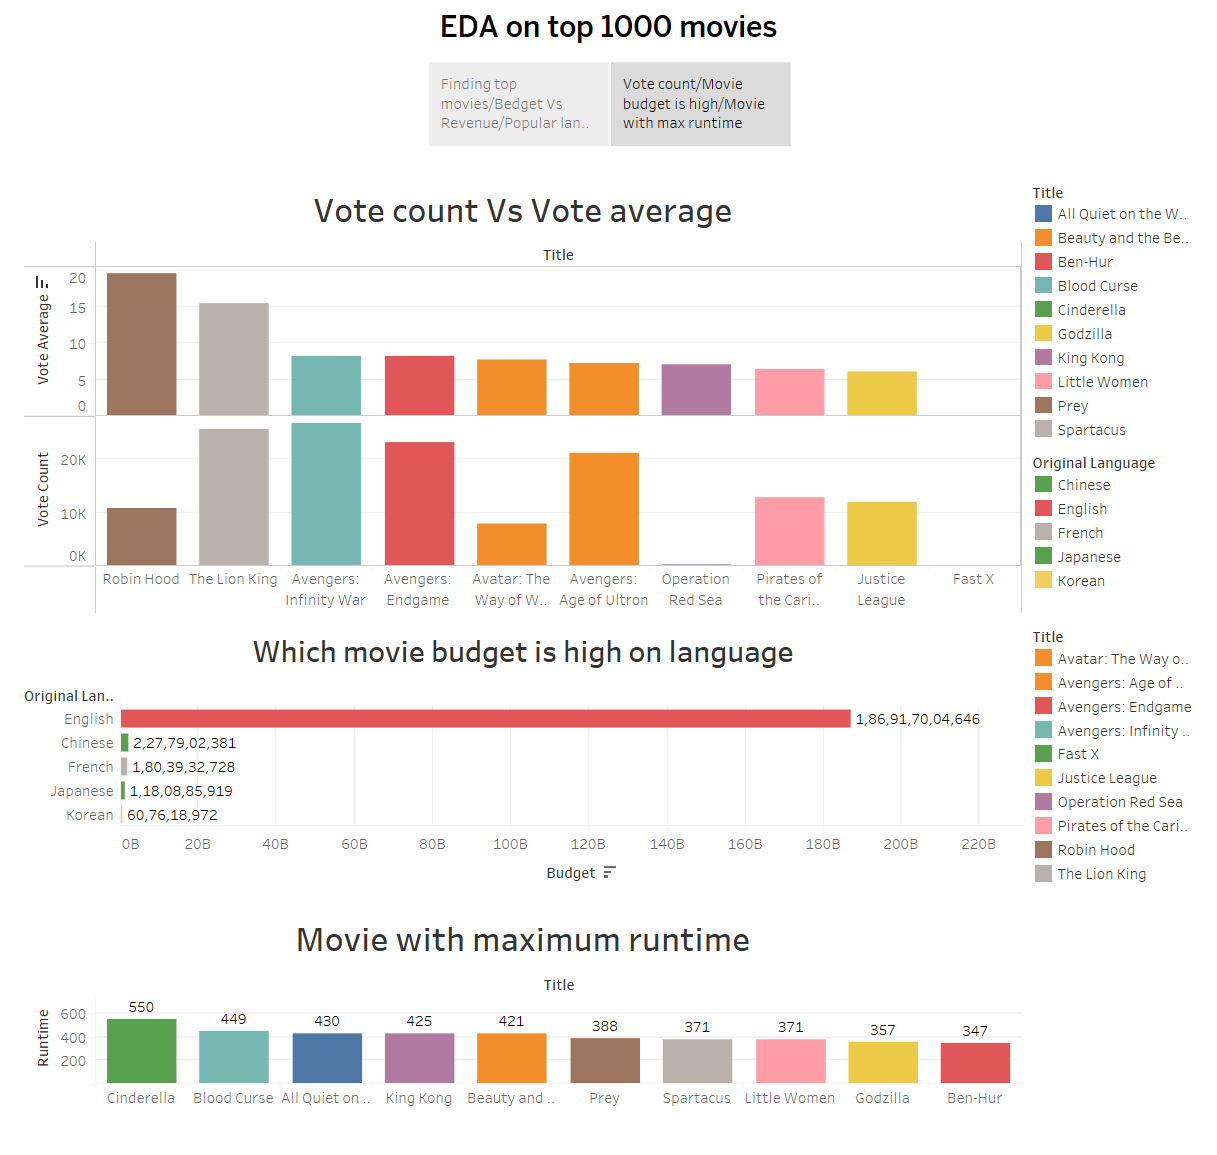 EDA on top 1000 movies
Finding top
movies/Bedget Vs
Revenue/Popular lan..
Vote count/Movie
budget is high/Movie
with max runtime
Vote count Vs Vote average
Title
Vote Average
20
15
10
5
0
Vote Count
20K
10K
0K
Robin Hood
The Lion King
Avengers:
Infinity War
Avengers:
Endgame
Avatar: The
Way of W..
Avengers:
Age of Ultron
Operation
Red Sea
Pirates of
the Cari..
Justice
League
Fast X
Title
All Quiet on the W..
Beauty and the Be..
Ben-Hur
Blood Curse
Cinderella
Godzilla
King Kong
Little Women
Prey
Spartacus
Original Language
Chinese
English
French
Japanese
Korean
Which movie budget is high on language
Original Lan..
English 1,86,91,70,04,646
Chinese 2,27,79,02,381
French 1,80,39,32,728
Japanese 1,18,08,85,919
Korean 60,76,18,972
0B 20B 40B 60B 80B 100B 120B 140B 160B 180B 200B 220B
Budget
Title
Avatar: The Way o..
Avengers: Age of ..
Avengers: Endgame
Avengers: Infinity ..
Fast X
Justice League
Operation Red Sea
Pirates of the Cari..
Robin Hood
The Lion King
Movie with maximum runtime
Title
Runtime
600
400
200
550 449 430 425 421 388 371 371 357 347
Cinderella Blood Curse All Quiet on .. King Kong Beauty and .. Prey Spartacus Little Women Godzilla Ben-Hur